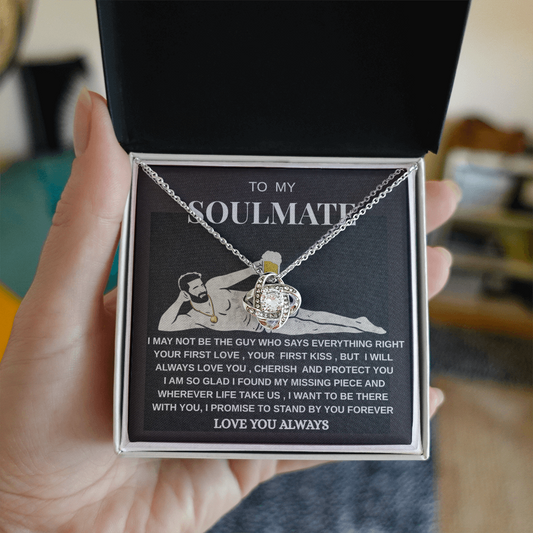 TO MY
SOULMATE
I MAY NOT BE THE GUY WHO SAYS EVERYTHING RIGHT
YOUR FIRST LOVE , YOUR FIRST KISS , BUT I WILL
ALWAYS LOVE YOU , CHERISH AND PROTECT YOU
I AM SO GLAD I FOUND MY MISSING PIECE AND
WHEREVER LIFE TAKE US , I WANT TO BE THERE
WITH YOU, I PROMISE TO STAND BY YOU FOREVER
LOVE YOU ALWAYS